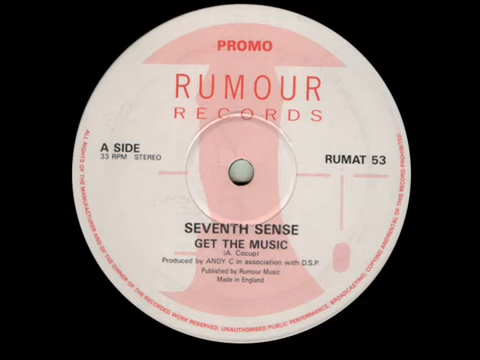 PROMO
RUMOUR
RECORDS
A SIDE
33 RPM STEREO
RUMAT 53
SEVENTH SENSE
GET THE MUSIC
(A. Cocup)
Produced by ANDY C in association with D.S.P.
Published by Rumour Music
Made in England
ALL RIGHTS OF THE MANUFACTURER AND OF THE OWNER OF THE RECORDED WORK RESERVED. UNAUTHORISED PUBLIC PERFORMANCE, BROADCASTING, COPYING AND RENTAL OF THIS RECORD PROHIBITED.